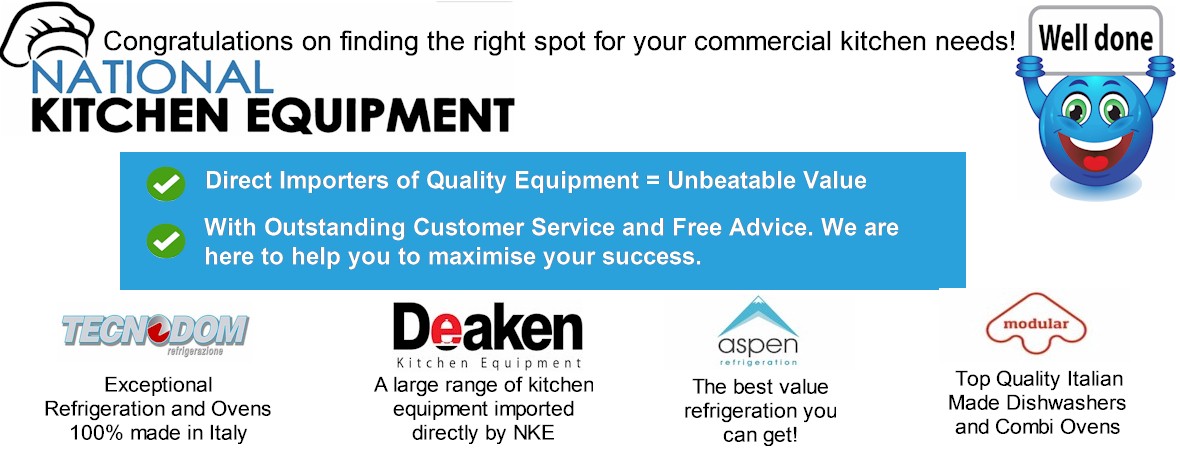 Congratulations on finding the right spot for your commercial kitchen needs!
Well done
NATIONAL
KITCHEN EQUIPMENT
Direct Importers of Quality Equipment = Unbeatable Value
With Outstanding Customer Service and Free Advice. We are
here to help you to maximise your success.
TECNODOM
refrigerazione
Exceptional
Refrigeration and Ovens
100% made in Italy
Deaken
Kitchen Equipment
A large range of kitchen
equipment imported
directly by NKE
aspen
refrigeration
The best value
refrigeration you
can get!
modular
Top Quality Italian
Made Dishwashers
and Combi Ovens